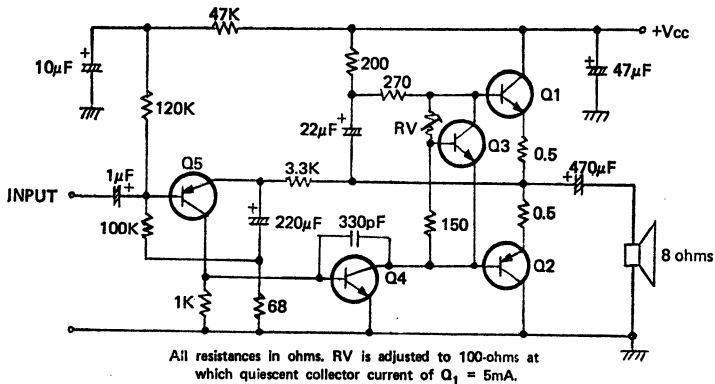 47K
+Vcc
10µF
200
270
47µF
Q1
120K
22µF
RV
Q3
0.5
1µF
Q5
3.3K
470µF
INPUT
100K
220µF
330pF
150
0.5
8 ohms
Q4
Q2
1K
68
All resistances in ohms. RV is adjusted to 100-ohms at
which quiescent collector current of Q1 = 5mA.